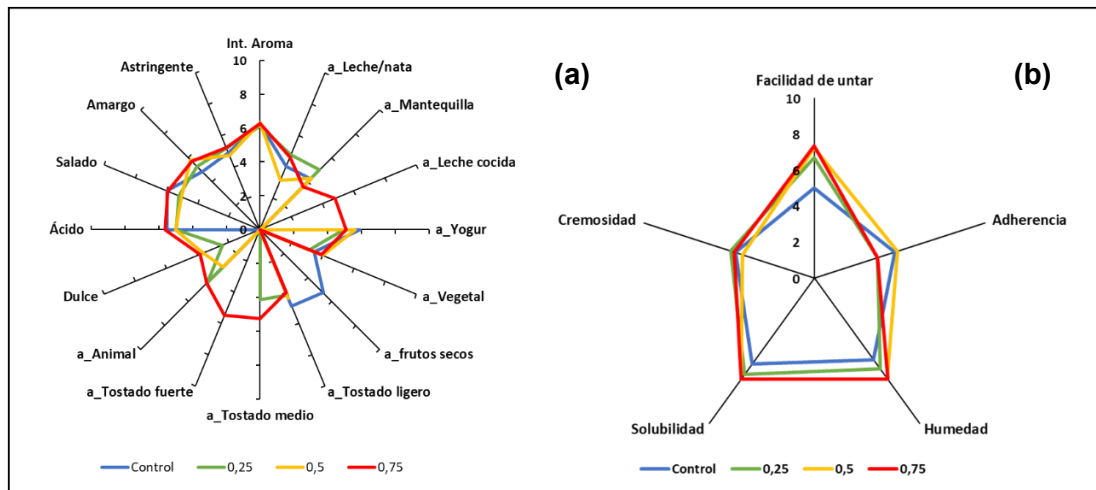 Int. Aroma
10
8
6
4
2
0
a_Leche/nata
a_Mantequilla
a_Leche cocida
a_Yogur
a_Vegetal
a_frutos secos
a_Tostado ligero
a_Tostado medio
a_Tostado fuerte
a_Animal
Dulce
Ácido
Salado
Amargo
Astringente
Control 0,25 0,5 0,75
(a)
Facilidad de untar
10
8
6
4
2
0
Adherencia
Humedad
Solubilidad
Cremosidad
Control 0,25 0,5 0,75
(b)